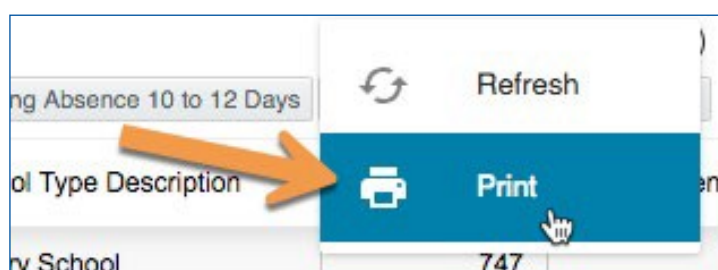 Refresh
ng Absence 10 to 12 Days
ol Type Description
Print
ry School
747